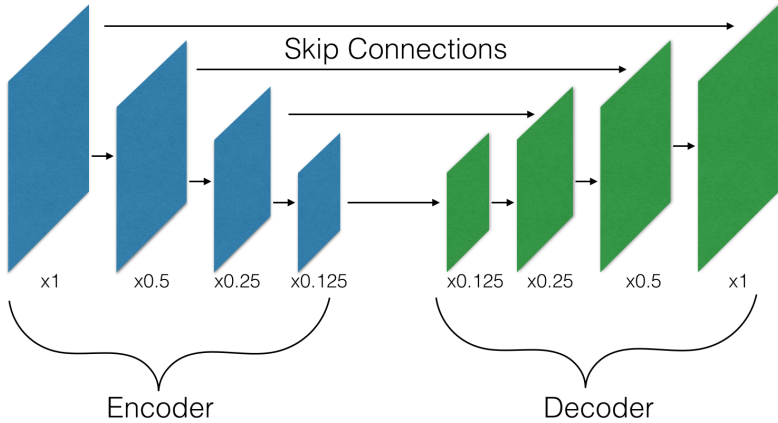 Skip Connections
x1
x0.5
x0.25
x0.125
x0.125
x0.25
x0.5
x1
Encoder
Decoder